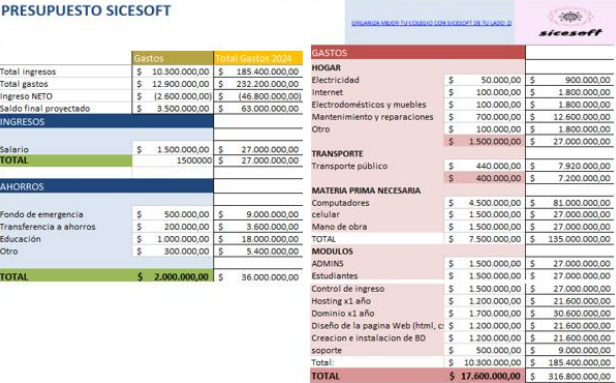 PRESUPUESTO SICESOFT
ORGANIZA MEJOR TU COLEGIO CON SICESOFT DE TU LADO :D
sicesoft
Gastos Total Gastos 2024
Total ingresos $ 10.300.000,00 $ 185.400.000,00
Total gastos $ 12.900.000,00 $ 232.200.000,00
Ingreso NETO $ (2.600.000,00) $ (46.800.000,00)
Saldo final proyectado $ 3.500.000,00 $ 63.000.000,00
INGRESOS
Salario $ 1.500.000,00 $ 27.000.000,00
TOTAL 1500000 $ 27.000.000,00
AHORROS
Fondo de emergencia $ 500.000,00 $ 9.000.000,00
Transferencia a ahorros $ 200.000,00 $ 3.600.000,00
Educación $ 1.000.000,00 $ 18.000.000,00
Otro $ 300.000,00 $ 5.400.000,00
TOTAL $ 2.000.000,00 $ 36.000.000,00
GASTOS
HOGAR
Electricidad $ 50.000,00 $ 900.000,00
Internet $ 100.000,00 $ 1.800.000,00
Electrodomésticos y muebles $ 100.000,00 $ 1.800.000,00
Mantenimiento y reparaciones $ 700.000,00 $ 12.600.000,00
Otro $ 100.000,00 $ 1.800.000,00
$ 1.500.000,00 $ 27.000.000,00
TRANSPORTE
Transporte público $ 440.000,00 $ 7.920.000,00
$ 400.000,00 $ 7.200.000,00
MATERIA PRIMA NECESARIA
Computadores $ 4.500.000,00 $ 81.000.000,00
celular $ 1.500.000,00 $ 27.000.000,00
Mano de obra $ 1.500.000,00 $ 27.000.000,00
TOTAL $ 7.500.000,00 $ 135.000.000,00
MODULOS
ADMINS $ 1.500.000,00 $ 27.000.000,00
Estudiantes $ 1.500.000,00 $ 27.000.000,00
Control de ingreso $ 1.500.000,00 $ 27.000.000,00
Hosting x1 año $ 1.200.000,00 $ 21.600.000,00
Dominio x1 año $ 1.700.000,00 $ 30.600.000,00
Diseño de la pagina Web (html, c $ 1.200.000,00 $ 21.600.000,00
Creacion e instalacion de BD $ 1.200.000,00 $ 21.600.000,00
soporte $ 500.000,00 $ 9.000.000,00
Total: $ 10.300.000,00 $ 185.400.000,00
TOTAL $ 17.600.000,00 $ 316.800.000,00